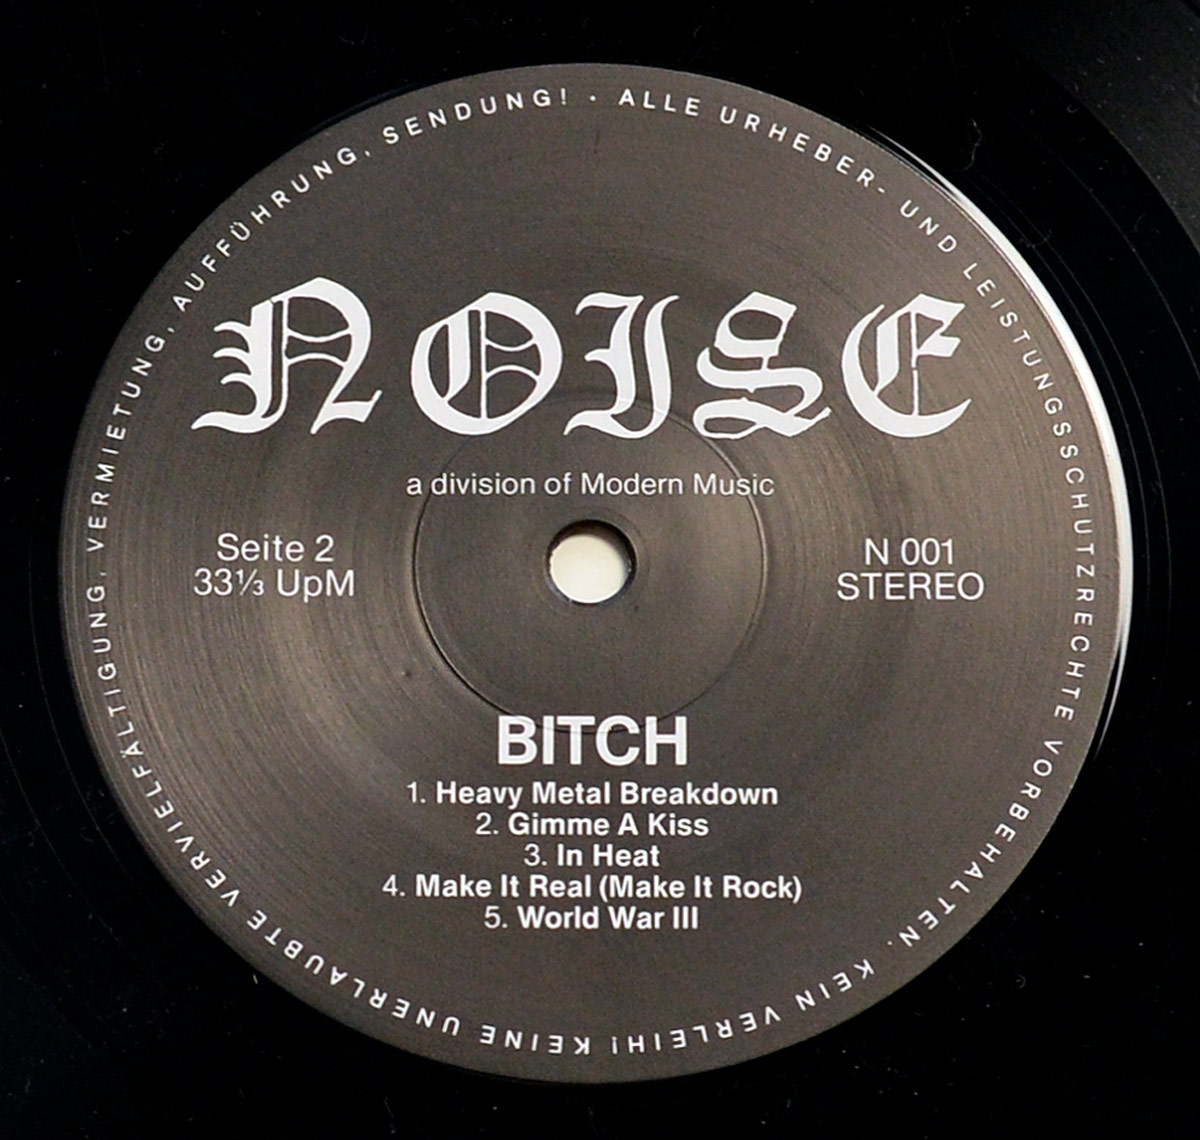 ALLE URHEBER- UND LEISTUNGSSCHUTZRECHTE VORBEHALTEN. KEIN VERLEIH! KEINE UNERLAUBTE VERVIELFÄLTIGUNG, VERMIETUNG, AUFFÜHRUNG, SENDUNG! ·
NOISE
a division of Modern Music
Seite 2
33⅓ UpM
N 001
STEREO
BITCH
1. Heavy Metal Breakdown
2. Gimme A Kiss
3. In Heat
4. Make It Real (Make It Rock)
5. World War III